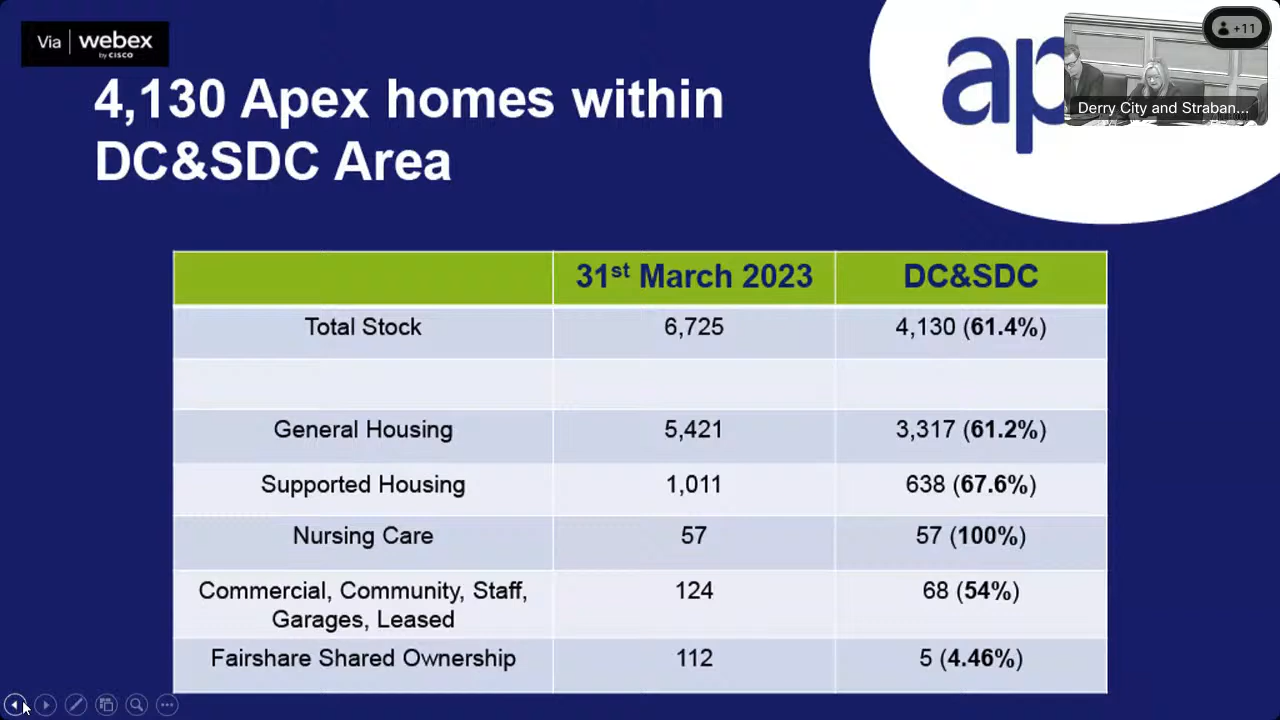 Via webex
by CISCO
+11
ap
Derry City and Straban...
4,130 Apex homes within
DC&SDC Area
31st March 2023 DC&SDC
Total Stock 6,725 4,130 (61.4%)
General Housing 5,421 3,317 (61.2%)
Supported Housing 1,011 638 (67.6%)
Nursing Care 57 57 (100%)
Commercial, Community, Staff, 124 68 (54%)
Garages, Leased
Fairshare Shared Ownership 112 5 (4.46%)